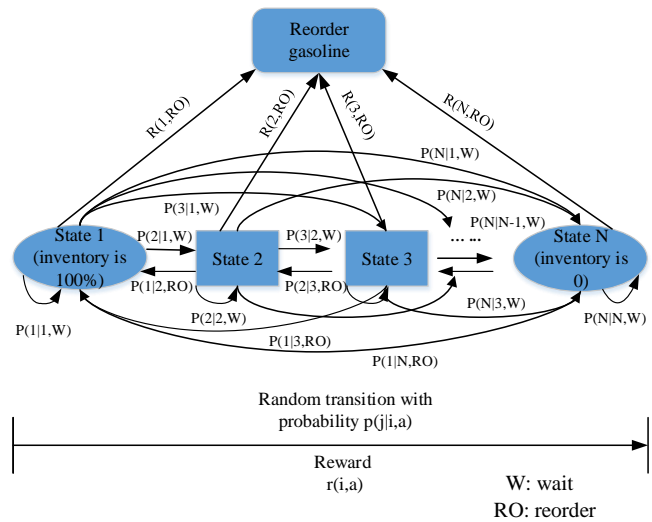 Reorder
gasoline
R(1,RO)
R(2,RO)
R(3,RO)
R(N,RO)
P(N|1,W)
P(3|1,W)
P(N|2,W)
P(N|N-1,W)
State 1
(inventory is
100%)
P(2|1,W)
State 2
P(3|2,W)
State 3
... ...
State N
(inventory is
0)
P(1|2,RO)
P(2|3,RO)
P(1|1,W)
P(2|2,W)
P(N|3,W)
P(N|N,W)
P(1|3,RO)
P(1|N,RO)
Random transition with
probability p(j|i,a)
Reward
r(i,a)
W: wait
RO: reorder